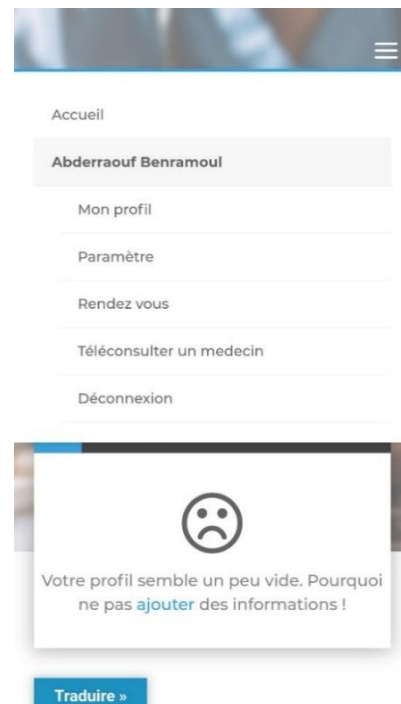 Accueil
Abderraouf Benramoul
Mon profil
Paramètre
Rendez vous
Téléconsulter un medecin
Déconnexion
Votre profil semble un peu vide. Pourquoi
ne pas ajouter des informations !
Traduire »